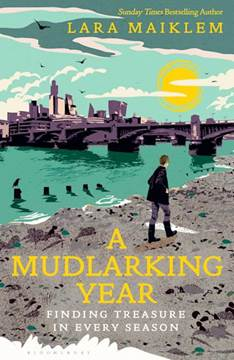 Sunday Times Bestselling Author
LARA MAIKLEM
A
MUDLARKING
YEAR
FINDING TREASURE
IN EVERY SEASON
BLOOMSBURY